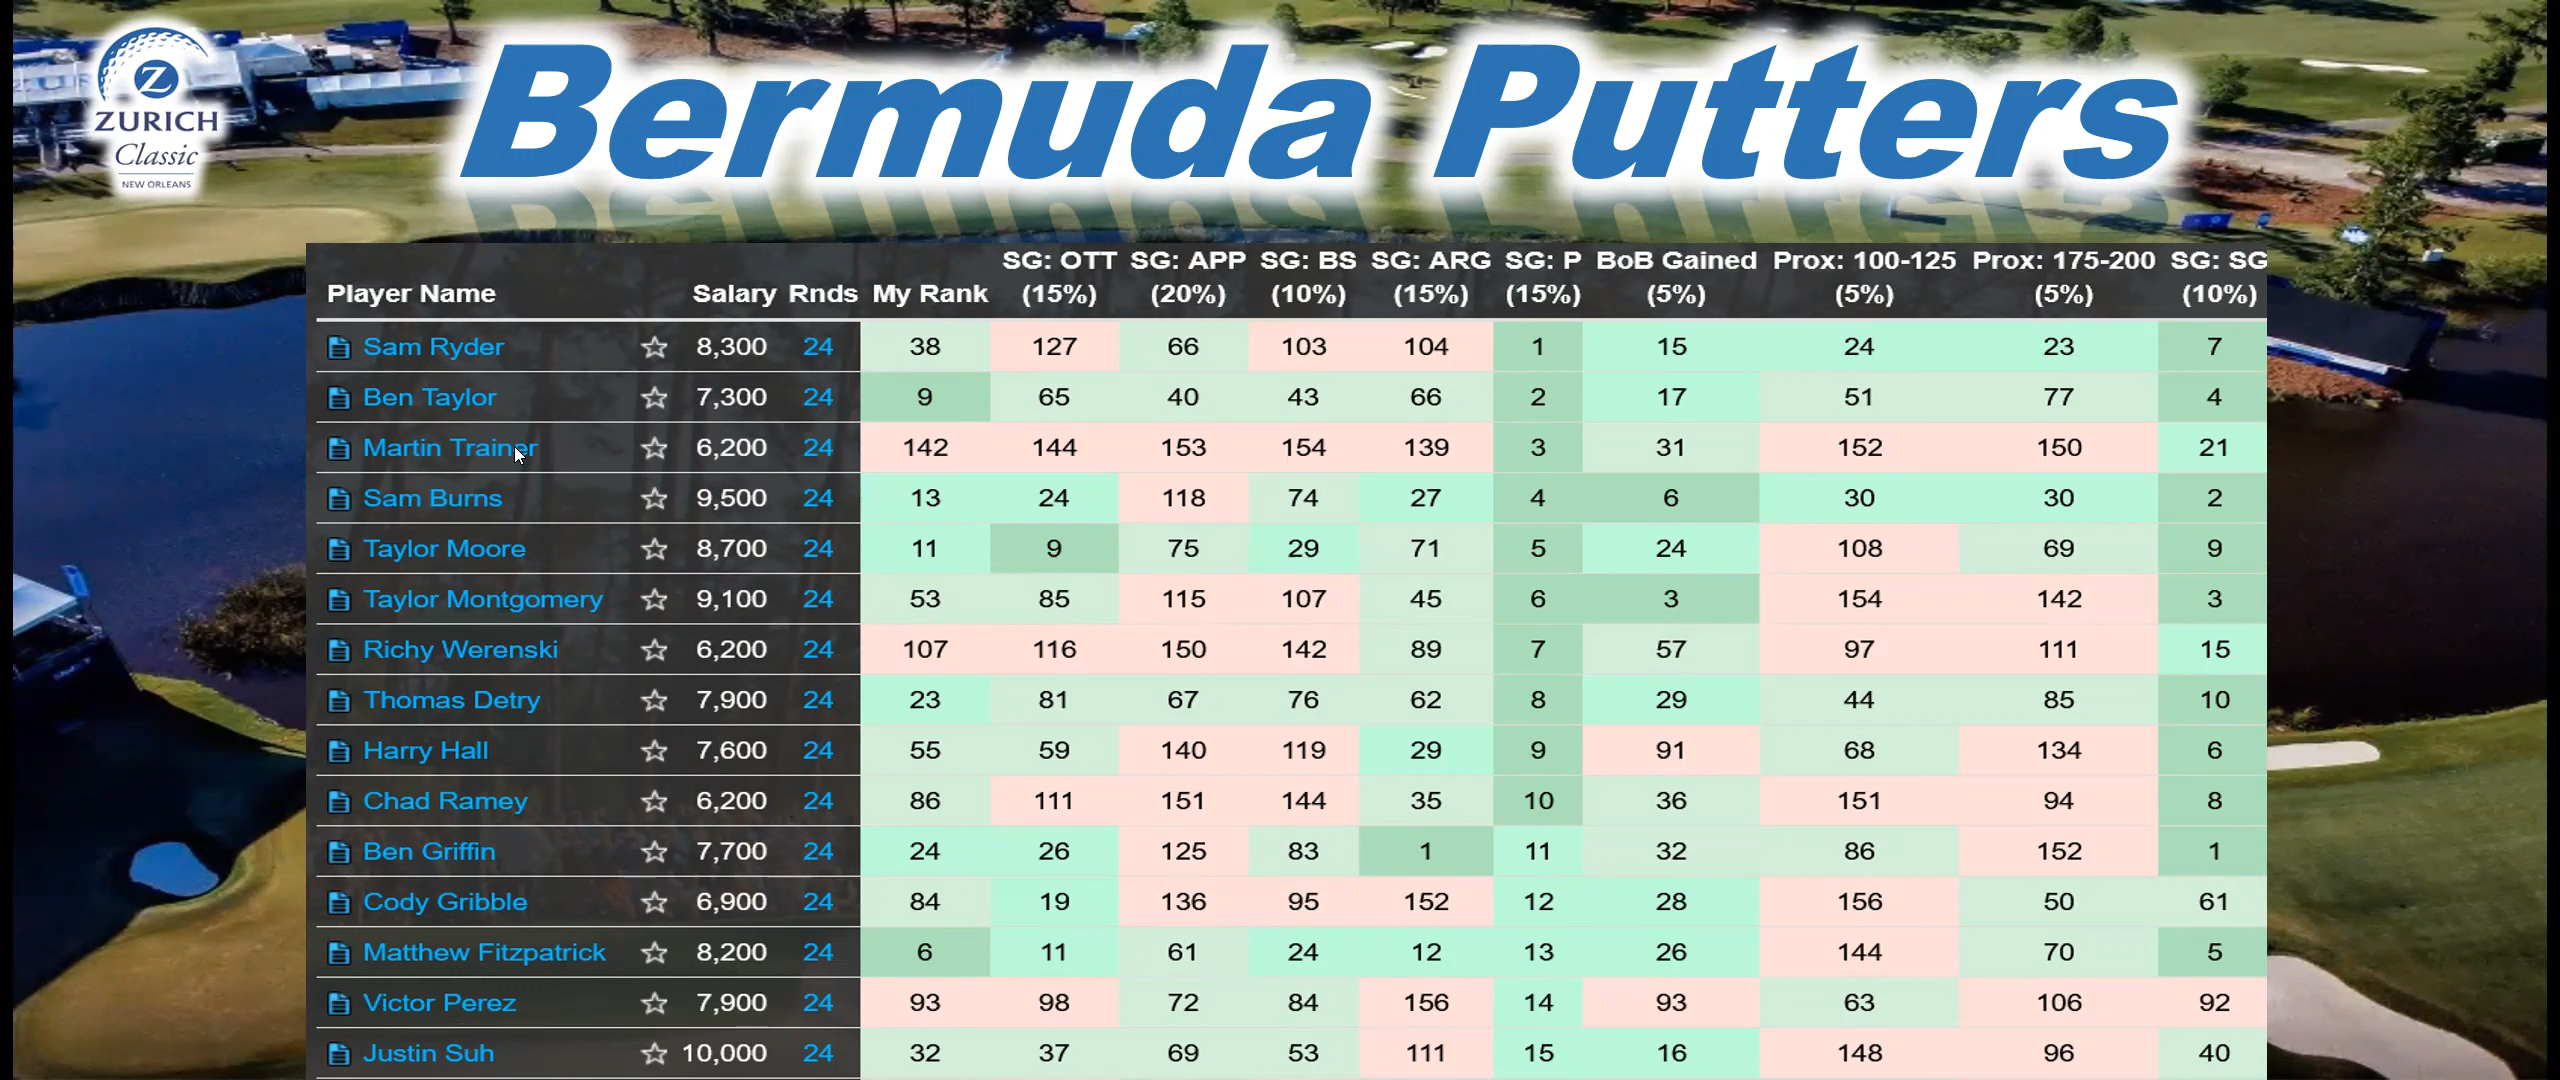 Z
ZURICH
Classic
NEW ORLEANS
Bermuda Putters
Player Name Salary Rnds My Rank SG: OTT (15%) SG: APP (20%) SG: BS (10%) SG: ARG (15%) SG: P (15%) BoB Gained (5%) Prox: 100-125 (5%) Prox: 175-200 (5%) SG: SG (10%)
Sam Ryder 8,300 24 38 127 66 103 104 1 15 24 23 7
Ben Taylor 7,300 24 9 65 40 43 66 2 17 51 77 4
Martin Trainer 6,200 24 142 144 153 154 139 3 31 152 150 21
Sam Burns 9,500 24 13 24 118 74 27 4 6 30 30 2
Taylor Moore 8,700 24 11 9 75 29 71 5 24 108 69 9
Taylor Montgomery 9,100 24 53 85 115 107 45 6 3 154 142 3
Richy Werenski 6,200 24 107 116 150 142 89 7 57 97 111 15
Thomas Detry 7,900 24 23 81 67 76 62 8 29 44 85 10
Harry Hall 7,600 24 55 59 140 119 29 9 91 68 134 6
Chad Ramey 6,200 24 86 111 151 144 35 10 36 151 94 8
Ben Griffin 7,700 24 24 26 125 83 1 11 32 86 152 1
Cody Gribble 6,900 24 84 19 136 95 152 12 28 156 50 61
Matthew Fitzpatrick 8,200 24 6 11 61 24 12 13 26 144 70 5
Victor Perez 7,900 24 93 98 72 84 156 14 93 63 106 92
Justin Suh 10,000 24 32 37 69 53 111 15 16 148 96 40